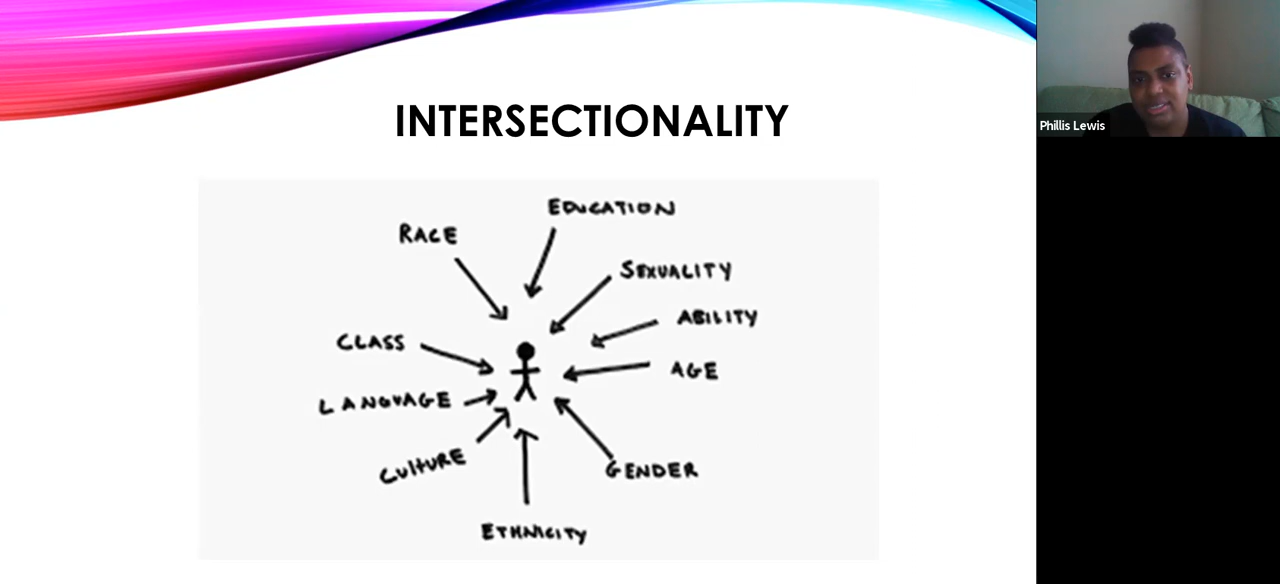 INTERSECTIONALITY
Phillis Lewis
EDUCATION
RACE
SEXUALITY
ABILITY
CLASS
AGE
LANGUAGE
CULTURE
GENDER
ETHNICITY